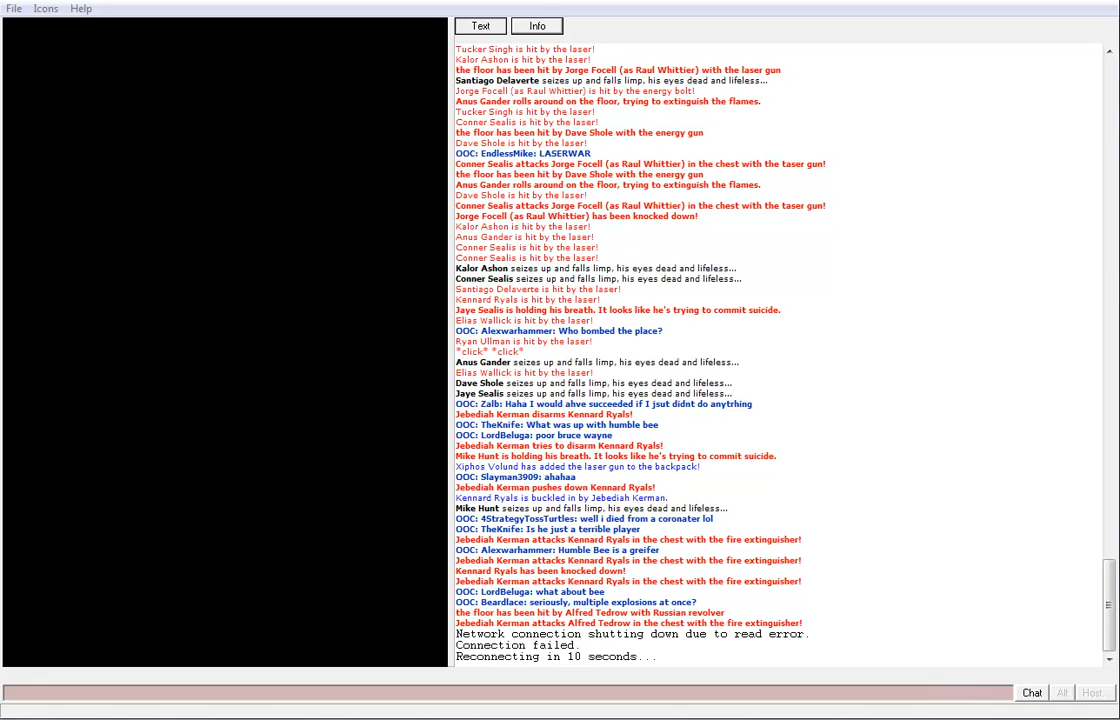 File Icons Help
Text Info
Tucker Singh is hit by the laser!
Kalor Ashon is hit by the laser!
the floor has been hit by Jorge Focell (as Raul Whittier) with the laser gun
Santiago Delaverte seizes up and falls limp, his eyes dead and lifeless...
Jorge Focell (as Raul Whittier) is hit by the energy bolt!
Anus Gander rolls around on the floor, trying to extinguish the flames.
Tucker Singh is hit by the laser!
Conner Sealis is hit by the laser!
the floor has been hit by Dave Shole with the energy gun
Dave Shole is hit by the laser!
OOC: EndlessMike: LASERWAR
Conner Sealis attacks Jorge Focell (as Raul Whittier) in the chest with the taser gun!
the floor has been hit by Dave Shole with the energy gun
Anus Gander rolls around on the floor, trying to extinguish the flames.
Dave Shole is hit by the laser!
Conner Sealis attacks Jorge Focell (as Raul Whittier) in the chest with the taser gun!
Jorge Focell (as Raul Whittier) has been knocked down!
Kalor Ashon is hit by the laser!
Anus Gander is hit by the laser!
Conner Sealis is hit by the laser!
Conner Sealis is hit by the laser!
Kalor Ashon seizes up and falls limp, his eyes dead and lifeless...
Conner Sealis seizes up and falls limp, his eyes dead and lifeless...
Santiago Delaverte is hit by the laser!
Kennard Ryals is hit by the laser!
Jaye Sealis is holding his breath. It looks like he's trying to commit suicide.
Elias Wallick is hit by the laser!
OOC: Alexwarhammer: Who bombed the place?
Ryan Ullman is hit by the laser!
*click* *click*
Anus Gander seizes up and falls limp, his eyes dead and lifeless...
Elias Wallick is hit by the laser!
Dave Shole seizes up and falls limp, his eyes dead and lifeless...
Jaye Sealis seizes up and falls limp, his eyes dead and lifeless...
OOC: Zalb: Haha I would ahve succeeded if I jsut didnt do anytrhing
Jebediah Kerman disarms Kennard Ryals!
OOC: TheKnife: What was up with humble bee
OOC: LordBeluga: poor bruce wayne
Jebediah Kerman tries to disarm Kennard Ryals!
Mike Hunt is holding his breath. It looks like he's trying to commit suicide.
Xiphos Volund has added the laser gun to the backpack!
OOC: Slayman3909: ahahaa
Jebediah Kerman pushes down Kennard Ryals!
Kennard Ryals is buckled in by Jebediah Kerman.
Mike Hunt seizes up and falls limp, his eyes dead and lifeless...
OOC: 4StrategyTossTurtles: well i died from a coronater lol
OOC: TheKnife: Is he just a terrible player
Jebediah Kerman attacks Kennard Ryals in the chest with the fire extinguisher!
OOC: Alexwarhammer: Humble Bee is a greifer
Jebediah Kerman attacks Kennard Ryals in the chest with the fire extinguisher!
Kennard Ryals has been knocked down!
Jebediah Kerman attacks Kennard Ryals in the chest with the fire extinguisher!
OOC: LordBeluga: what about bee
OOC: Beardlace: seriously, multiple explosions at once?
the floor has been hit by Alfred Tedrow with Russian revolver
Jebediah Kerman attacks Alfred Tedrow in the chest with the fire extinguisher!
Network connection shutting down due to read error.
Connection failed.
Reconnecting in 10 seconds...
Chat Alt Host...